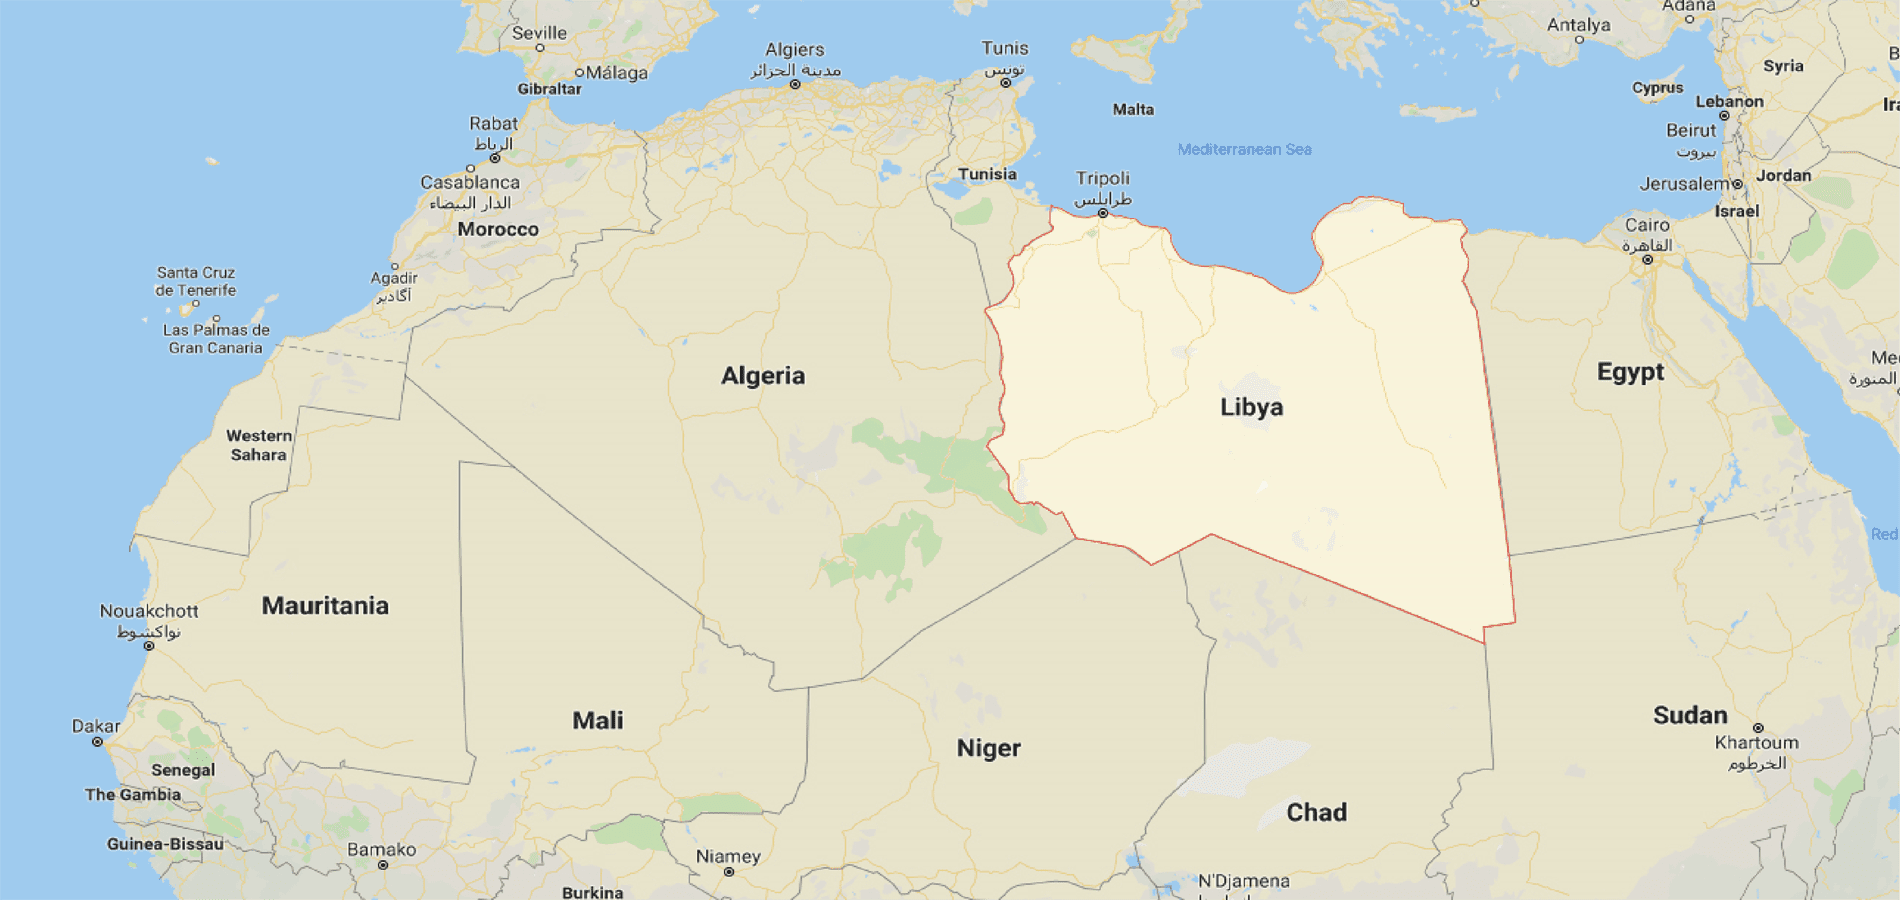 Seville
Málaga
Gibraltar
Algiers
مدينة الجزائر
Tunis
تونس
Malta
Antalya
Adana
Syria
Cyprus
Lebanon
Beirut
بيروت
Jerusalem
Jordan
Israel
Mediterranean Sea
Rabat
الرباط
Casablanca
الدار البيضاء
Morocco
Tunisia
Tripoli
طرابلس
Cairo
القاهرة
Agadir
أكادير
Santa Cruz
de Tenerife
Las Palmas de
Gran Canaria
Algeria
Libya
Egypt
المنورة
Western
Sahara
Red
Mauritania
Nouakchott
نواكشوط
Mali
Niger
Chad
Sudan
Khartoum
الخرطوم
Dakar
Senegal
The Gambia
Guinea-Bissau
Bamako
Niamey
Burkina
N'Djamena